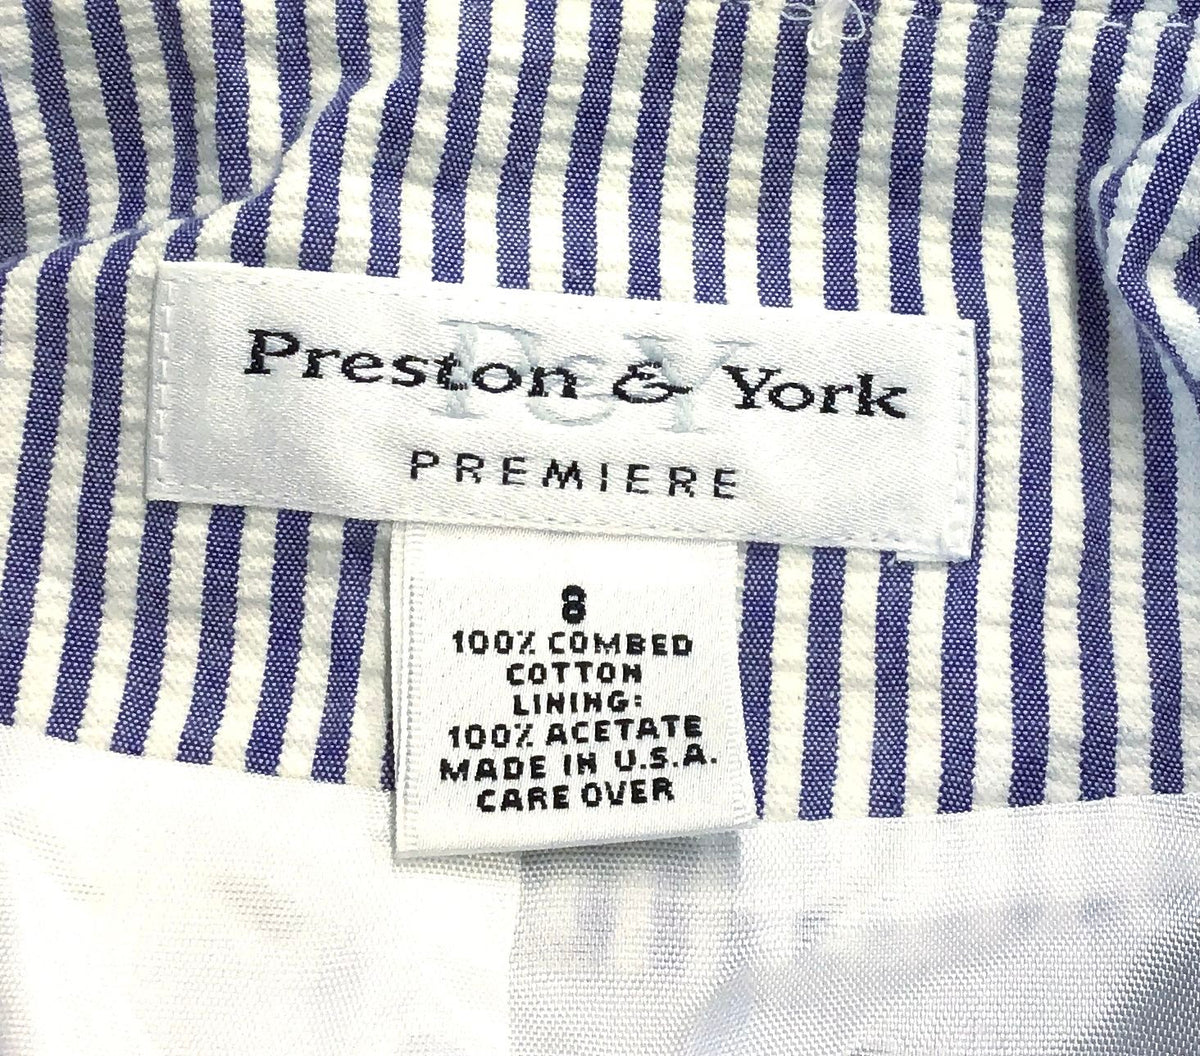 P&Y
Preston & York
PREMIERE
8
100% COMBED
COTTON
LINING:
100% ACETATE
MADE IN U.S.A.
CARE OVER